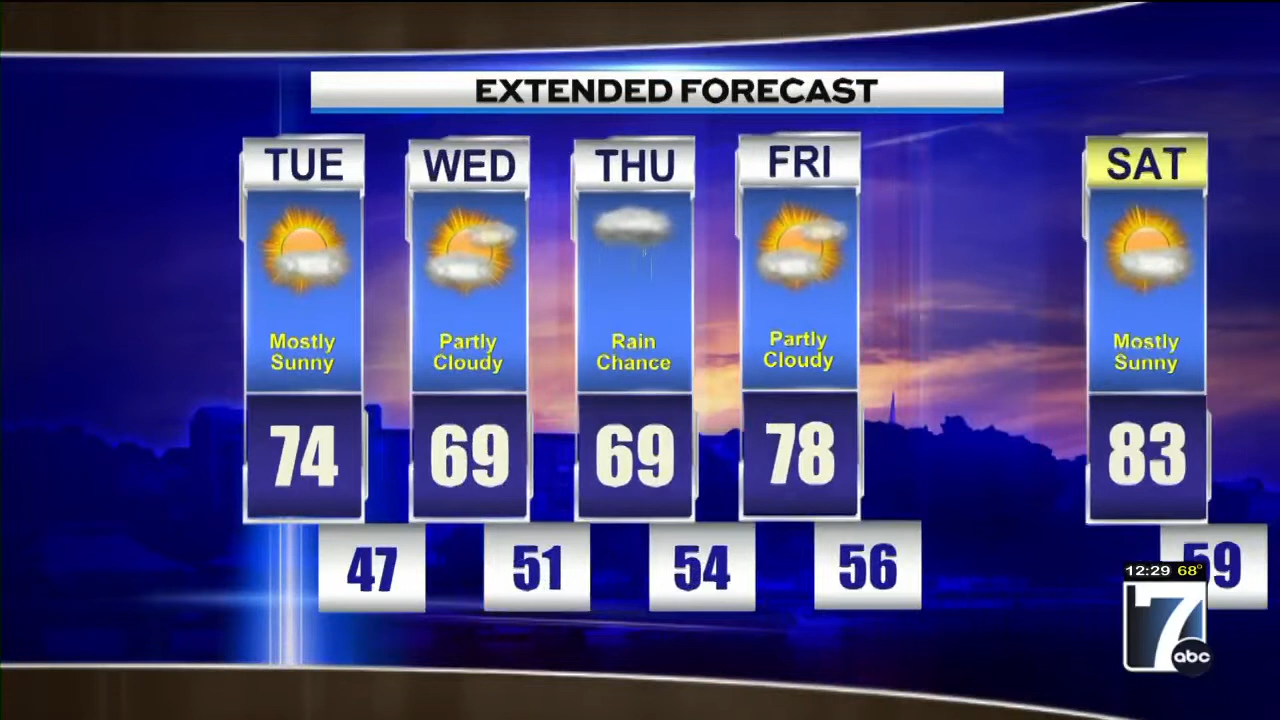 EXTENDED FORECAST
TUE WED THU FRI SAT
Mostly Sunny
Partly Cloudy
Rain Chance
Partly Cloudy
Mostly Sunny
74 69 69 78 83
47 51 54 56 59
12:29 68°
7
abc